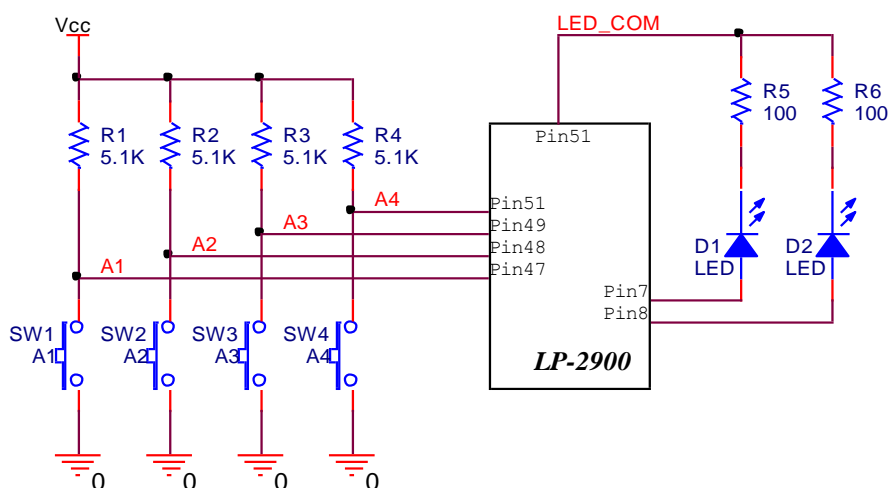 Vcc
LED_COM
R1
5.1K
R2
5.1K
R3
5.1K
R4
5.1K
R5
100
R6
100
Pin51
A4
Pin51
A3
Pin49
A2
Pin48
A1
Pin47
D1
LED
D2
LED
Pin7
Pin8
SW1
A1
SW2
A2
SW3
A3
SW4
A4
LP-2900
0
0
0
0